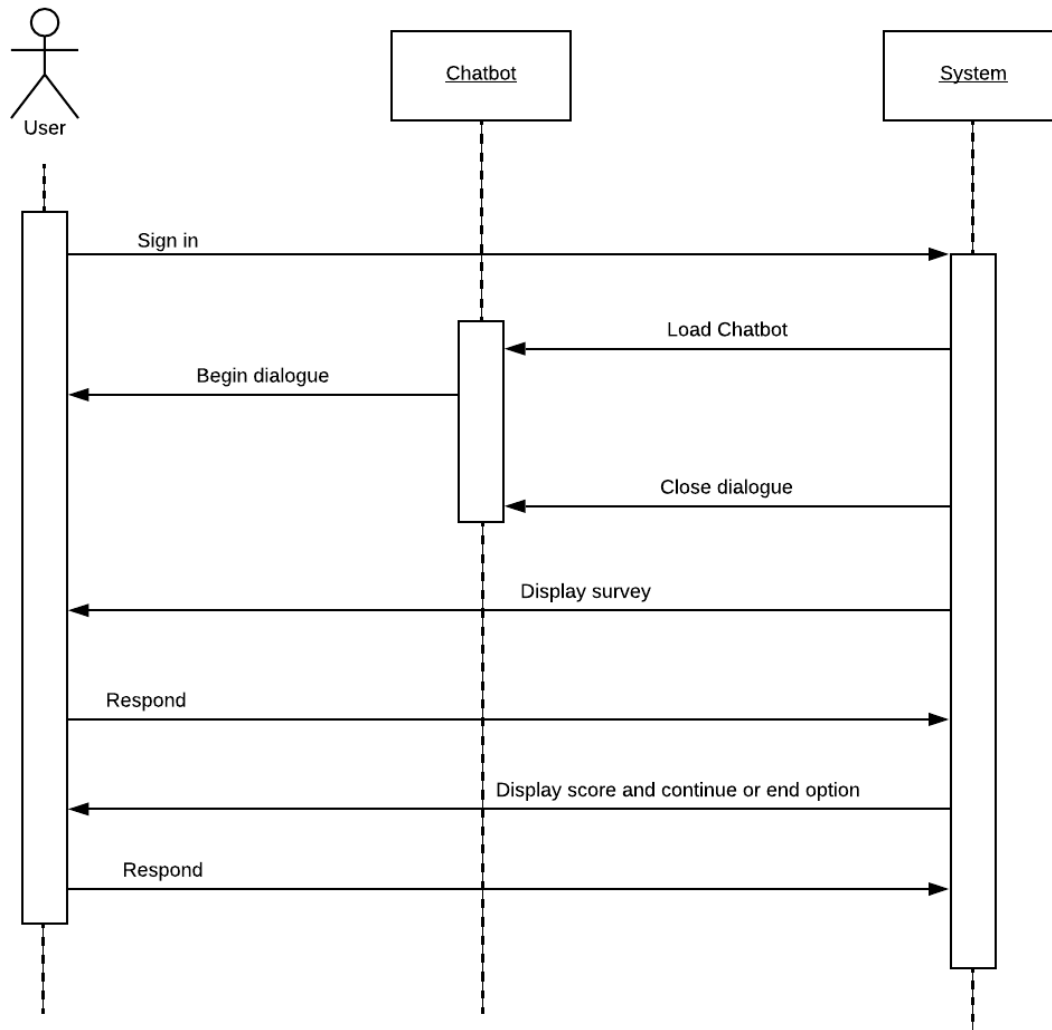 Chatbot
System
User
Sign in
Load Chatbot
Begin dialogue
Close dialogue
Display survey
Respond
Display score and continue or end option
Respond